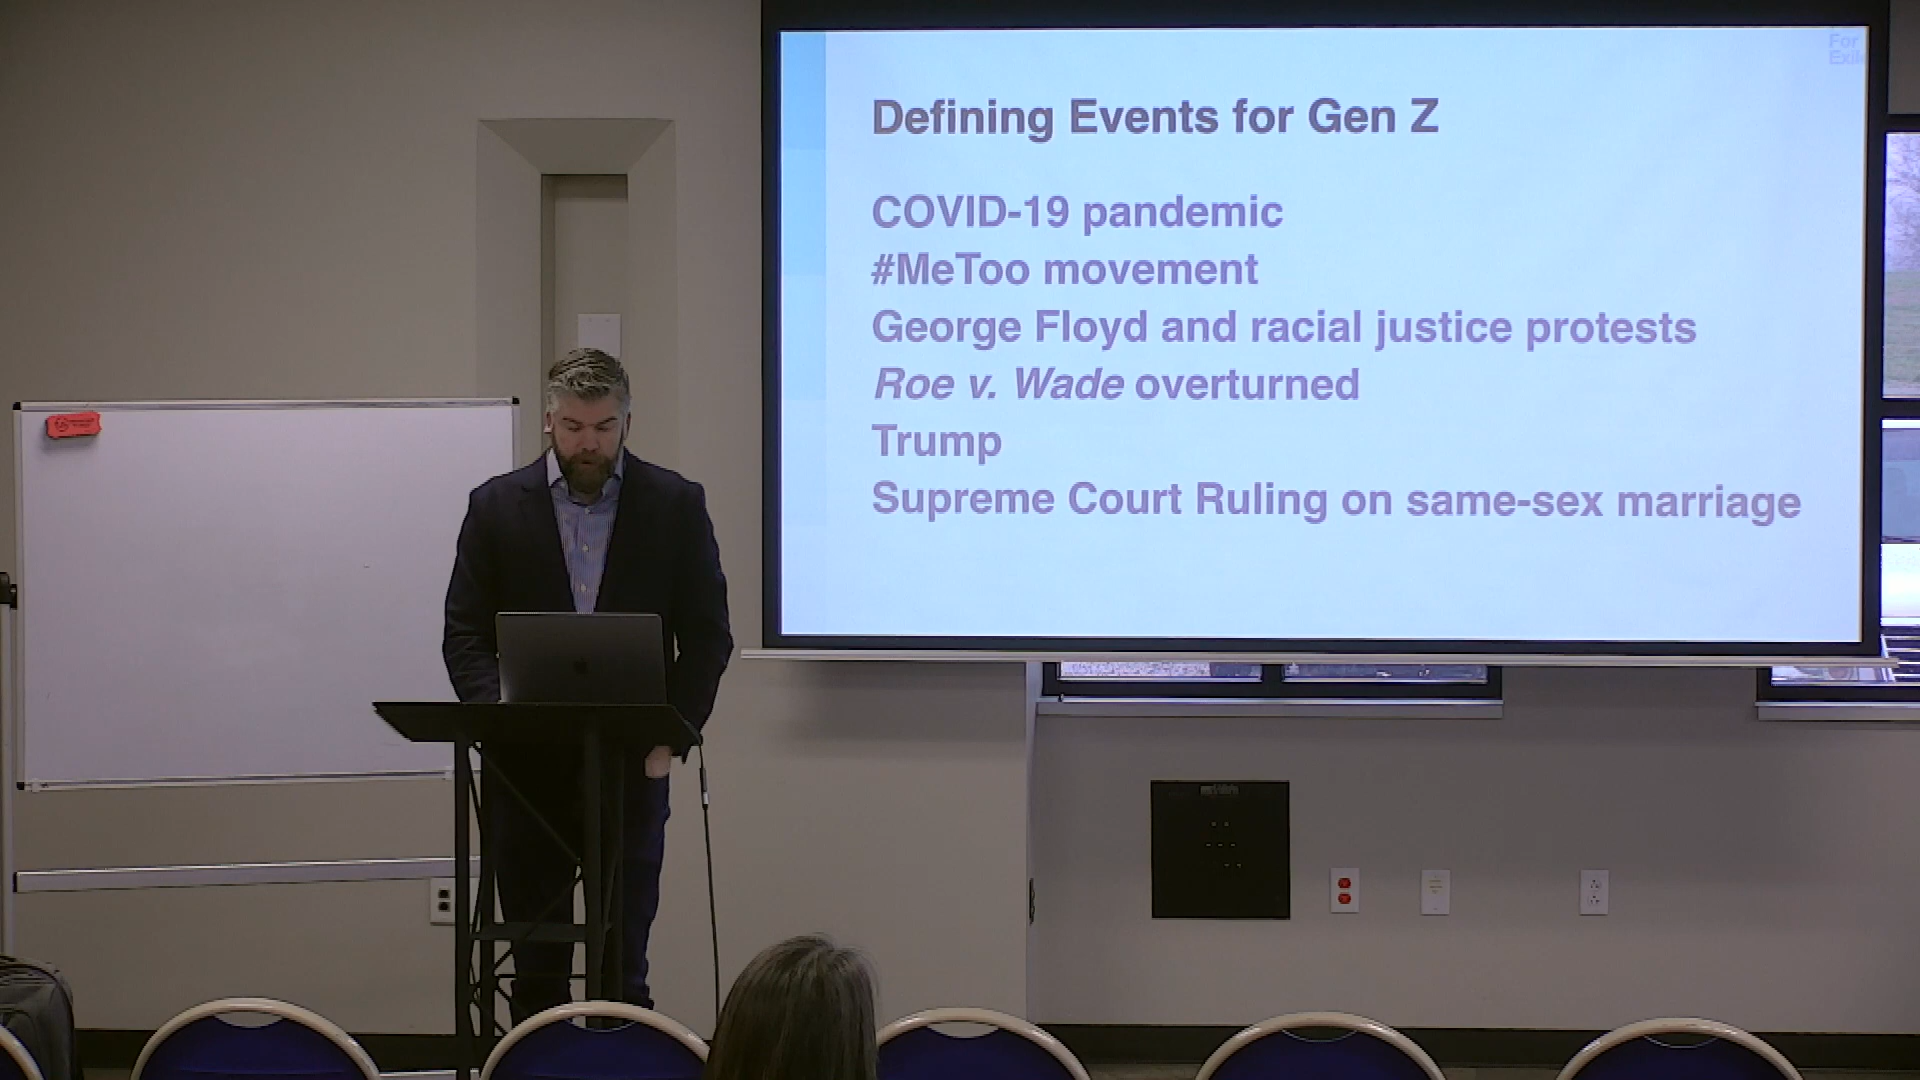 For
Defining Events for Gen Z
COVID-19 pandemic
#MeToo movement
George Floyd and racial justice protests
Roe v. Wade overturned
Trump
Supreme Court Ruling on same-sex marriage